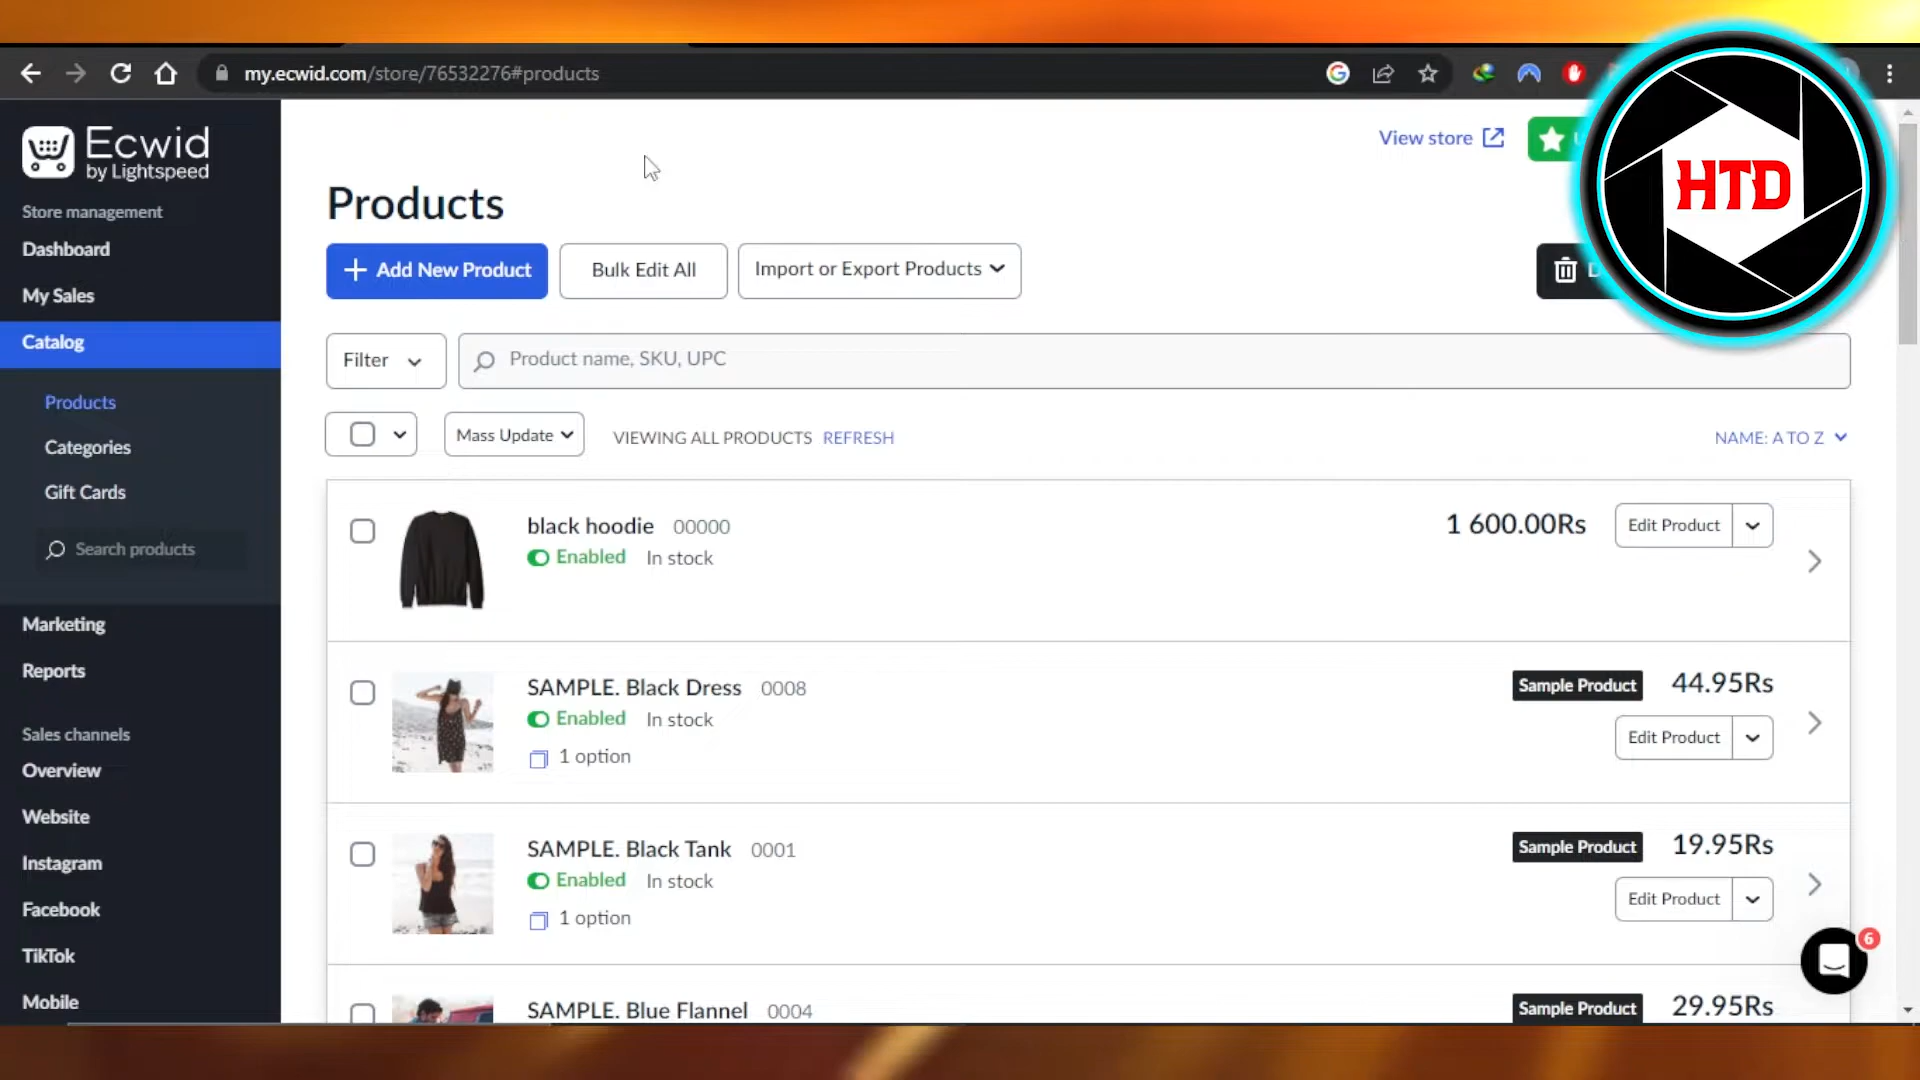 my.ecwid.com/store/76532276#products
Ecwid
by Lightspeed
Store management
Dashboard
My Sales
Catalog
Products
Categories
Gift Cards
Search products
Marketing
Reports
Sales channels
Overview
Website
Instagram
Facebook
TikTok
Mobile
View store
HTD
Products
Add New Product
Bulk Edit All
Import or Export Products
Filter
Product name, SKU, UPC
Mass Update
VIEWING ALL PRODUCTS REFRESH
NAME: A TO Z
black hoodie 00000
Enabled In stock
1 600.00Rs
Edit Product
SAMPLE. Black Dress 0008
Enabled In stock
1 option
Sample Product 44.95Rs
Edit Product
SAMPLE. Black Tank 0001
Enabled In stock
1 option
Sample Product 19.95Rs
Edit Product
SAMPLE. Blue Flannel 0004
Sample Product 29.95Rs
6